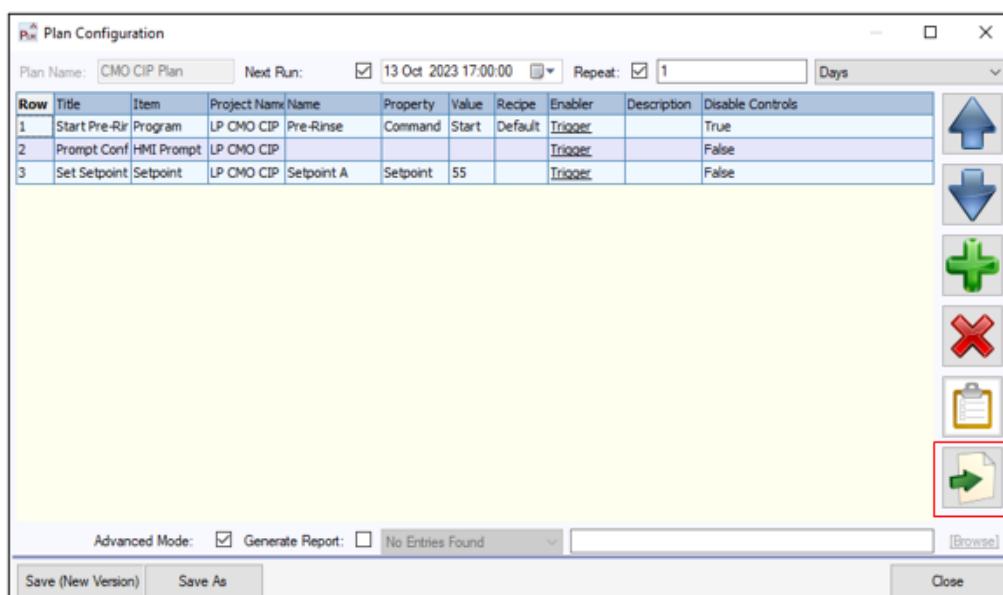 Plan Configuration
Plan Name: CMO CIP Plan Next Run: 13 Oct 2023 17:00:00 Repeat: 1 Days
Row Title Item Project Name Name Property Value Recipe Enabler Description Disable Controls
1 Start Pre-Rir Program LP CMO CIP Pre-Rinse Command Start Default Trigger True
2 Prompt Conf HMI Prompt LP CMO CIP Trigger False
3 Set Setpoint Setpoint LP CMO CIP Setpoint A Setpoint 55 Trigger False
Advanced Mode: Generate Report: No Entries Found [Browse]
Save (New Version) Save As Close